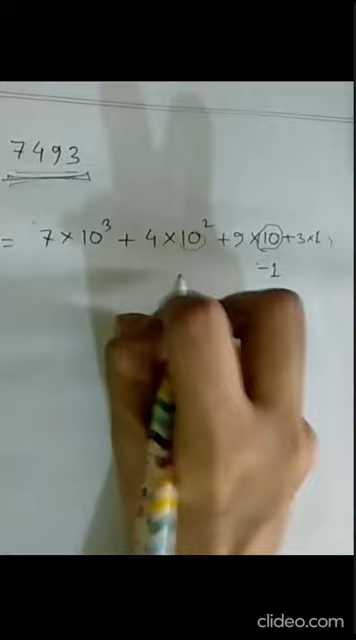 7493
= 7 × 10³ + 4 × 10² + 9 × 10 + 3 × 1
-1
clideo.com